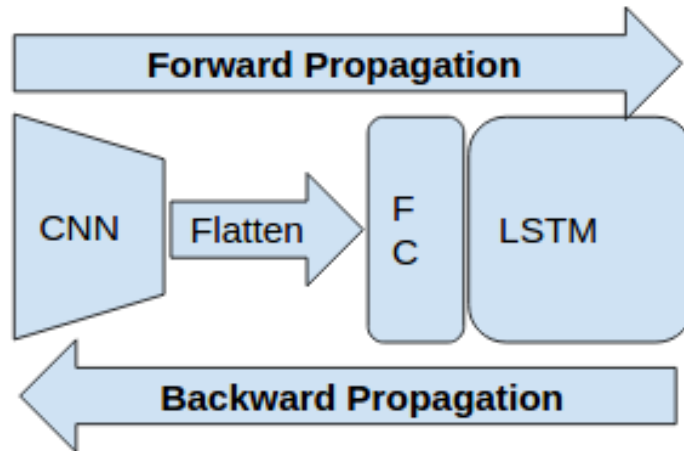 Forward Propagation
CNN
Flatten
F
C
LSTM
Backward Propagation